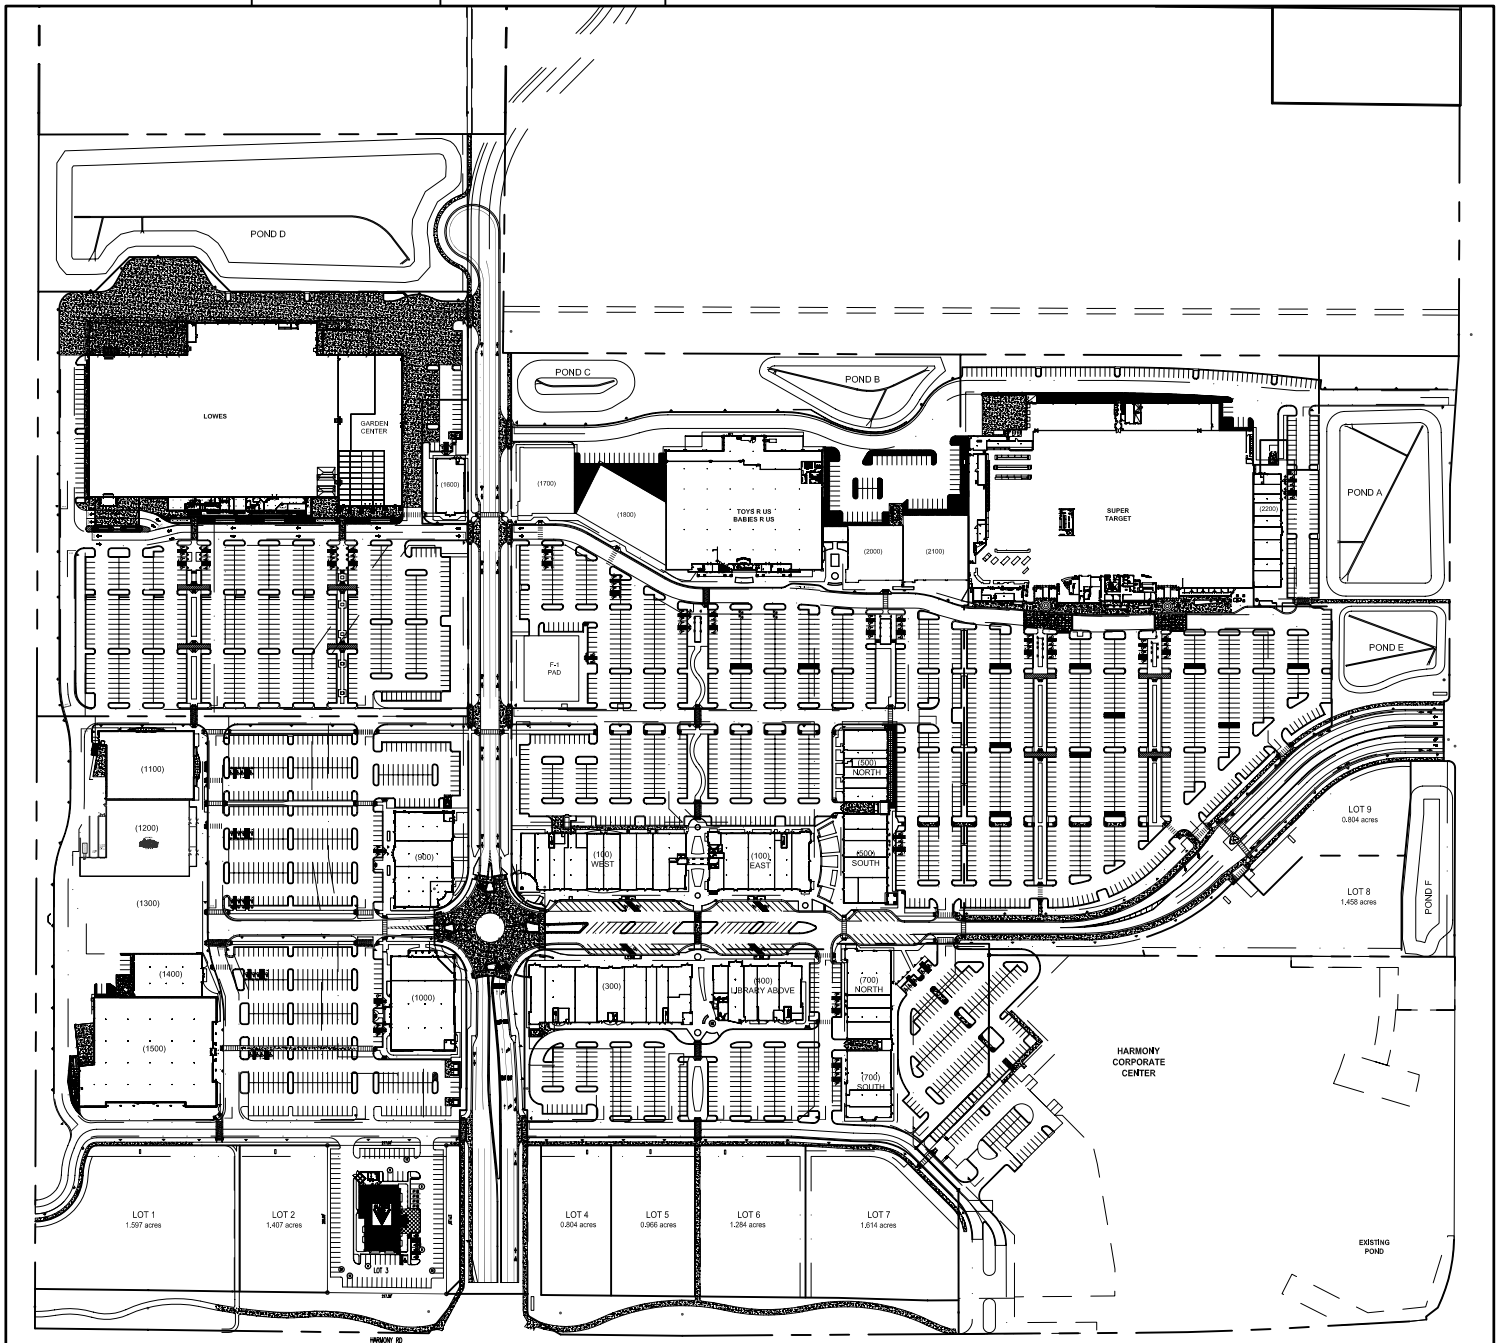 POND D
POND C
POND B
LOWES
GARDEN
CENTER
(1600)
(1700)
(1800)
TOYS R US
BABIES R US
(2000)
(2100)
SUPER
TARGET
(2200)
POND A
POND E
F-1
PAD
(1100)
(1200)
(1300)
(1400)
(1500)
(900)
(1000)
(100)
WEST
(100)
EAST
(500)
NORTH
(500)
SOUTH
(300)
(400)
LIBRARY ABOVE
(700)
NORTH
(700)
SOUTH
LOT 9
0.804 acres
LOT 8
1.458 acres
POND F
HARMONY
CORPORATE
CENTER
LOT 1
1.597 acres
LOT 2
1.407 acres
LOT 3
LOT 4
0.804 acres
LOT 5
0.966 acres
LOT 6
1.284 acres
LOT 7
1.614 acres
EXISTING
POND
HARMONY RD